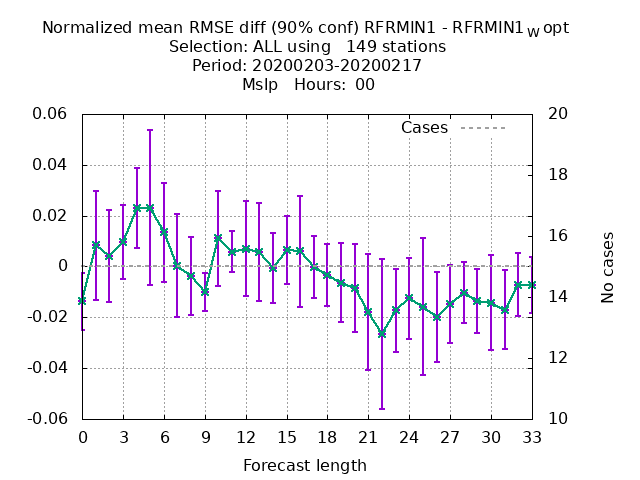 Normalized mean RMSE diff (90% conf) RFRMIN1 - RFRMIN1_W opt
Selection: ALL using 149 stations
Period: 20200203-20200217
Mslp Hours: 00
0.06 20
Cases
0.04 18
0.02 16
0
-0.02 14
-0.04 12
-0.06 10
No cases
0 3 6 9 12 15 18 21 24 27 30 33
Forecast length